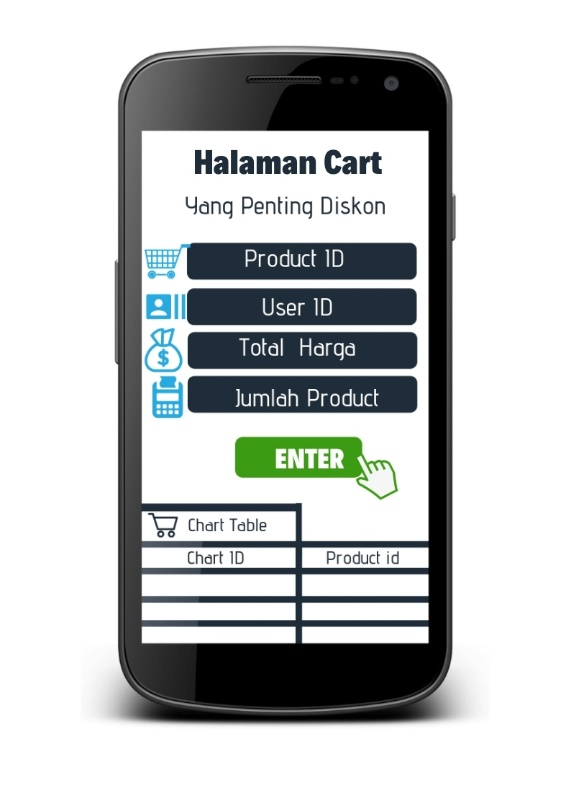 Halaman Cart
Yang Penting Diskon
Product ID
User ID
Total Harga
$
Jumlah Product
ENTER
Chart Table
Chart ID
Product id